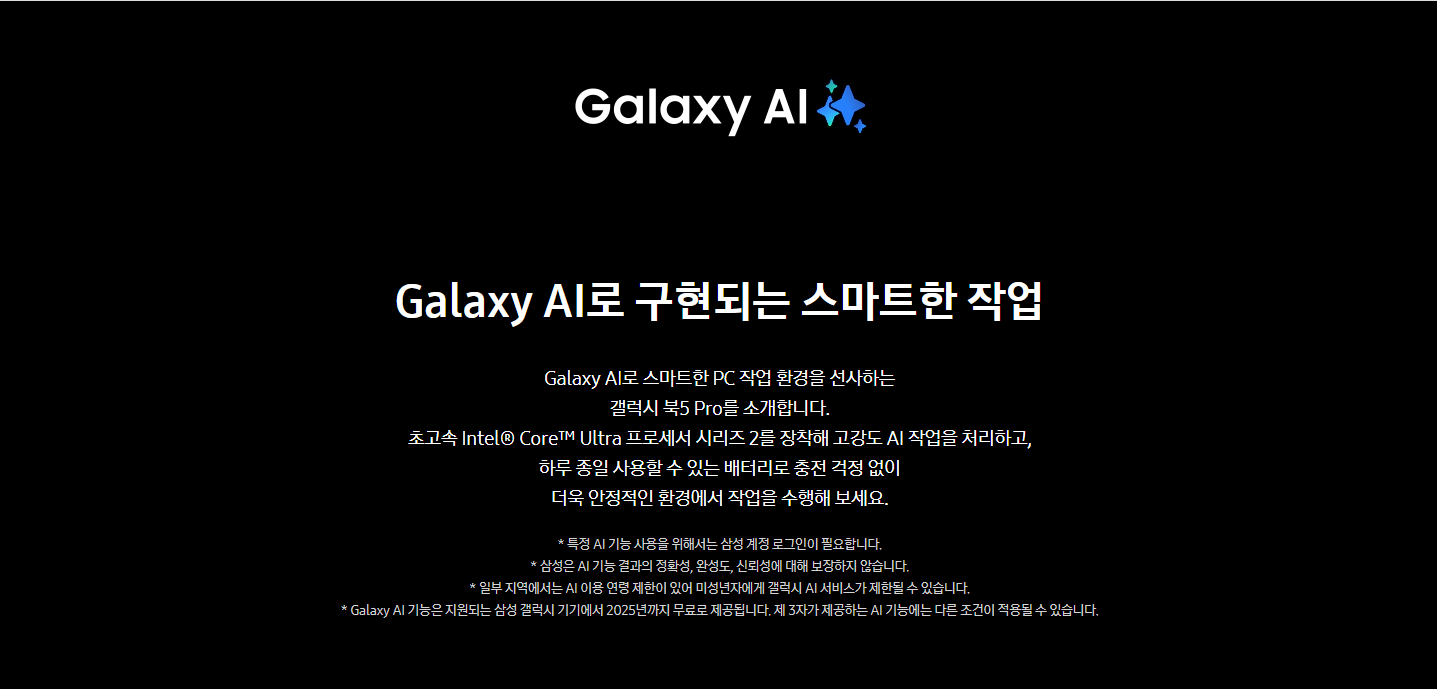 Galaxy AI
Galaxy AI로 구현되는 스마트한 작업
Galaxy AI로 스마트한 PC 작업 환경을 선사하는
갤럭시 북5 Pro를 소개합니다.
초고속 Intel® Core™ Ultra 프로세서 시리즈 2를 장착해 고강도 AI 작업을 처리하고,
하루 종일 사용할 수 있는 배터리로 충전 걱정 없이
더욱 안정적인 환경에서 작업을 수행해 보세요.
* 특정 AI 기능 사용을 위해서는 삼성 계정 로그인이 필요합니다.
* 삼성은 AI 기능 결과의 정확성, 완성도, 신뢰성에 대해 보장하지 않습니다.
* 일부 지역에서는 AI 이용 연령 제한이 있어 미성년자에게 갤럭시 AI 서비스가 제한될 수 있습니다.
* Galaxy AI 기능은 지원되는 삼성 갤럭시 기기에서 2025년까지 무료로 제공됩니다. 제 3자가 제공하는 AI 기능에는 다른 조건이 적용될 수 있습니다.